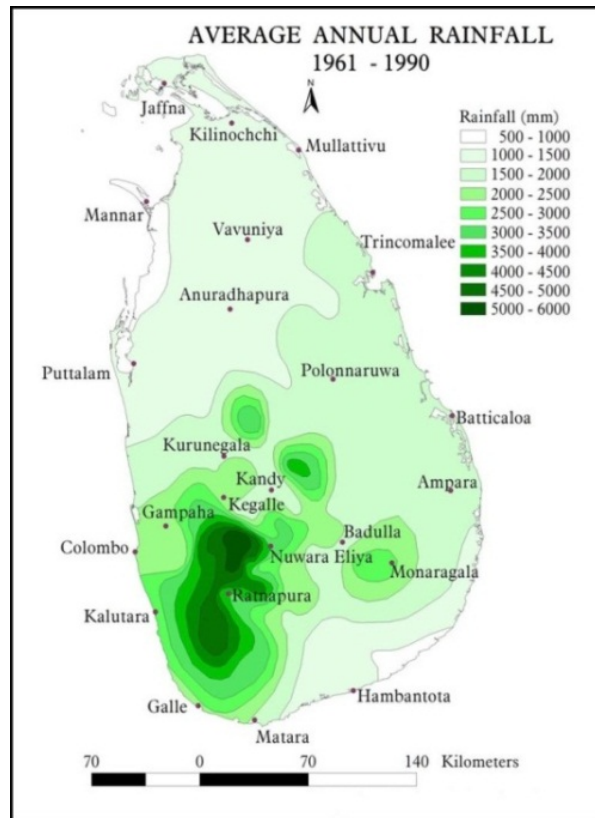 AVERAGE ANNUAL RAINFALL
1961 - 1990
N
Jaffna
Kilinochchi
Mullattivu
Rainfall (mm)
500 - 1000
1000 - 1500
1500 - 2000
2000 - 2500
2500 - 3000
3000 - 3500
3500 - 4000
4000 - 4500
4500 - 5000
5000 - 6000
Mannar
Vavuniya
Trincomalee
Anuradhapura
Puttalam
Polonnaruwa
Batticaloa
Kurunegala
Kandy
Ampara
Kegalle
Gampaha
Badulla
Colombo
Nuwara Eliya
Monaragala
Ratnapura
Kalutara
Hambantota
Galle
Matara
70 0 70 140 Kilometers